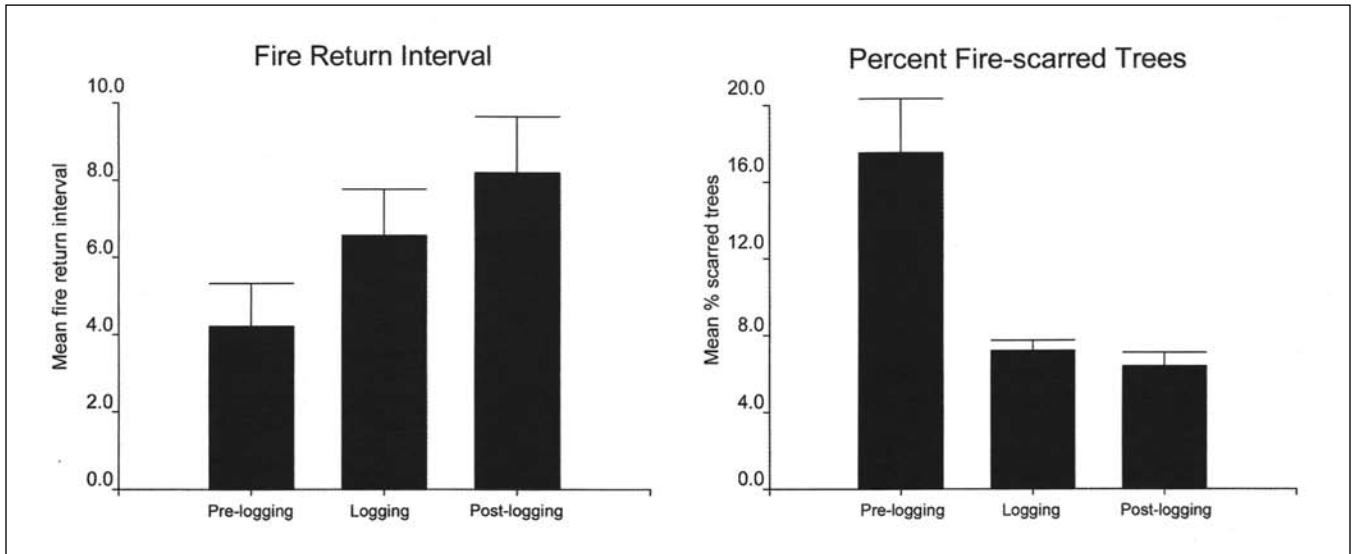 Fire Return Interval
10.0
8.0
6.0
4.0
2.0
0.0
Mean fire return interval
Pre-logging
Logging
Post-logging
Percent Fire-scarred Trees
20.0
16.0
12.0
8.0
4.0
0.0
Mean % scarred trees
Pre-logging
Logging
Post-logging